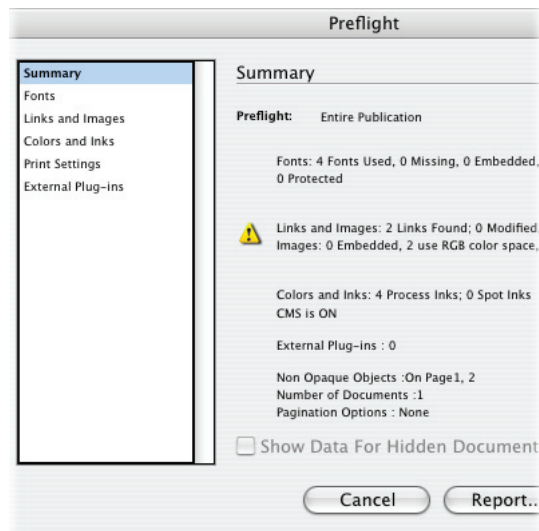 Preflight
Summary
Fonts
Links and Images
Colors and Inks
Print Settings
External Plug-ins
Summary
Preflight: Entire Publication
Fonts: 4 Fonts Used, 0 Missing, 0 Embedded,
0 Protected
Links and Images: 2 Links Found; 0 Modified
Images: 0 Embedded, 2 use RGB color space,
Colors and Inks: 4 Process Inks; 0 Spot Inks
CMS is ON
External Plug-ins : 0
Non Opaque Objects :On Page1, 2
Number of Documents :1
Pagination Options : None
Show Data For Hidden Document
Cancel
Report..